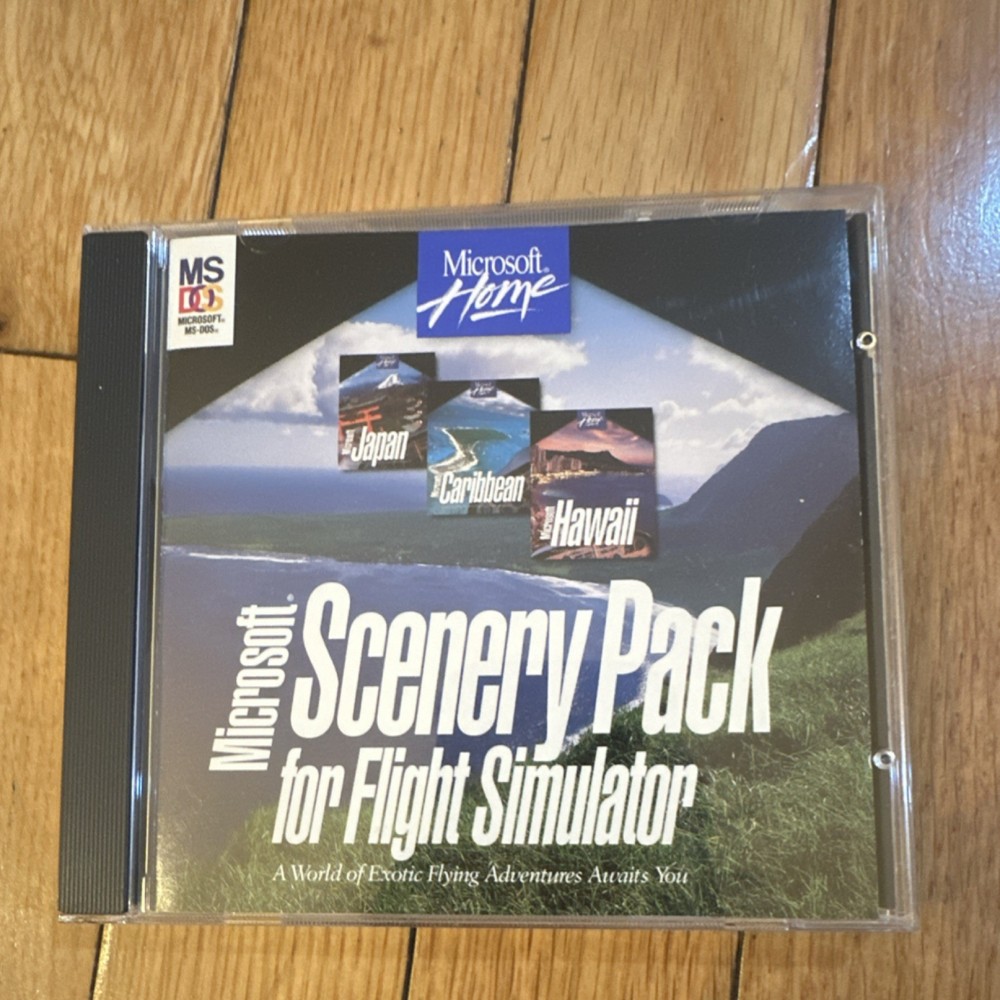 MS
DOS
MICROSOFT®
MS-DOS®
Microsoft®
Home
Japan
Caribbean
Microsoft
Hawaii
Microsoft®
Scenery Pack
for Flight Simulator
A World of Exotic Flying Adventures Awaits You